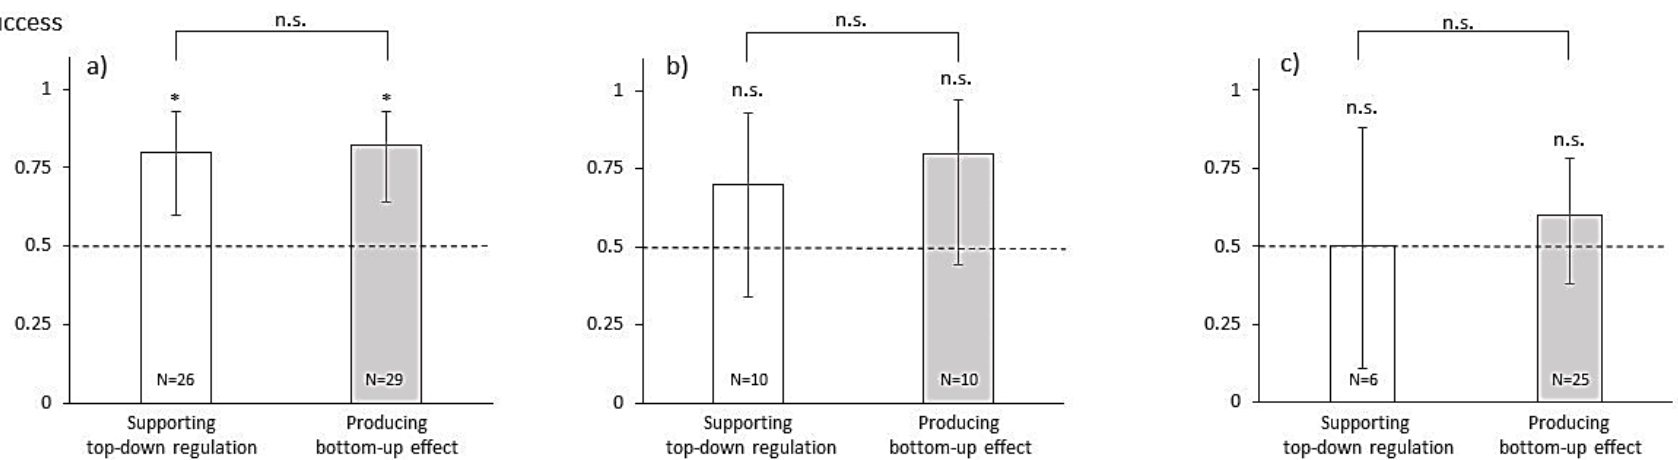 uccess
n.s.
a)
1
0.75
0.5
0.25
0
*
*
N=26
N=29
Supporting
top-down regulation
Producing
bottom-up effect
n.s.
b)
1
0.75
0.5
0.25
0
n.s.
n.s.
N=10
N=10
Supporting
top-down regulation
Producing
bottom-up effect
n.s.
c)
1
0.75
0.5
0.25
0
n.s.
n.s.
N=6
N=25
Supporting
top-down regulation
Producing
bottom-up effect